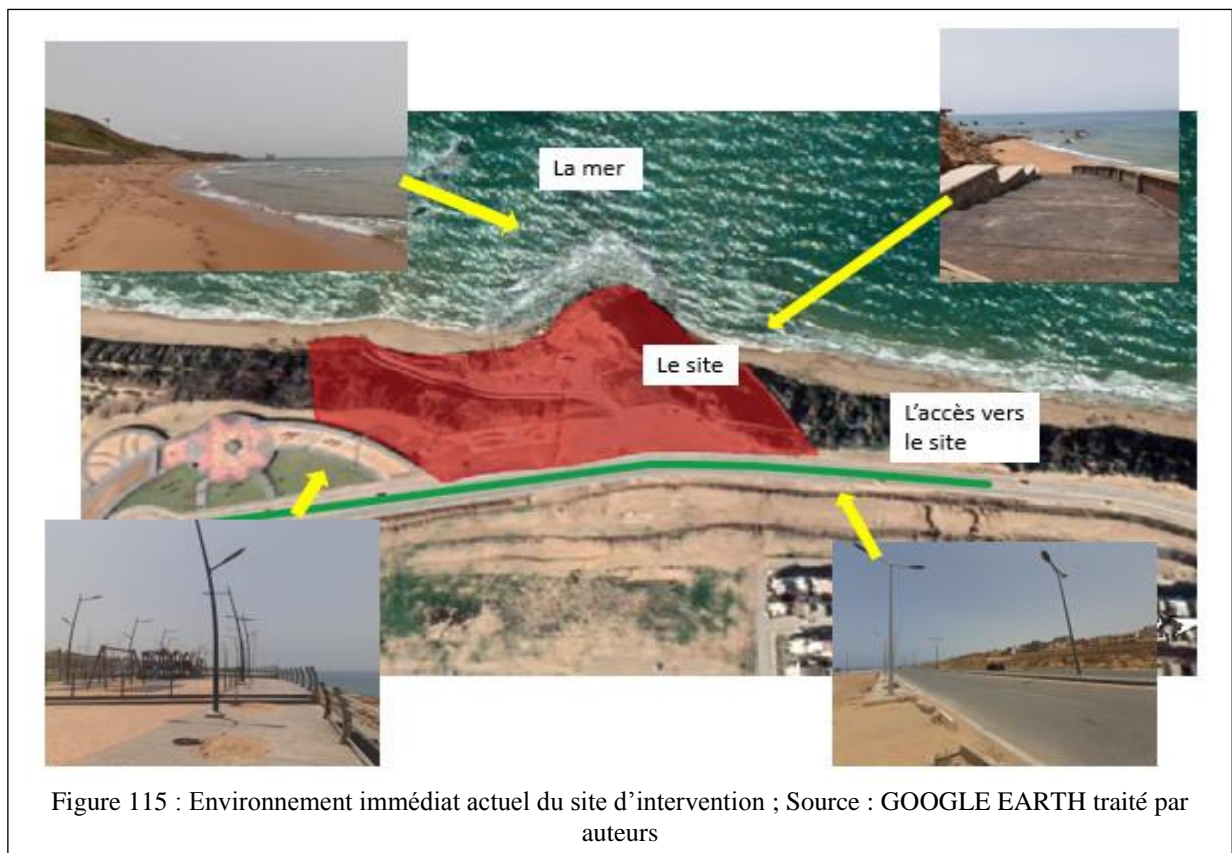 La mer
Le site
L'accès vers
le site
Figure 115 : Environnement immédiat actuel du site d'intervention ; Source : GOOGLE EARTH traité par
auteurs